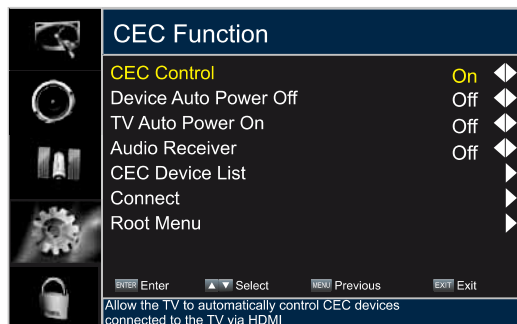 CEC Function
CEC Control On
Device Auto Power Off Off
TV Auto Power On Off
Audio Receiver Off
CEC Device List
Connect
Root Menu
ENTER Enter Select MENU Previous EXIT Exit
Allow the TV to automatically control CEC devices
connected to the TV via HDMI